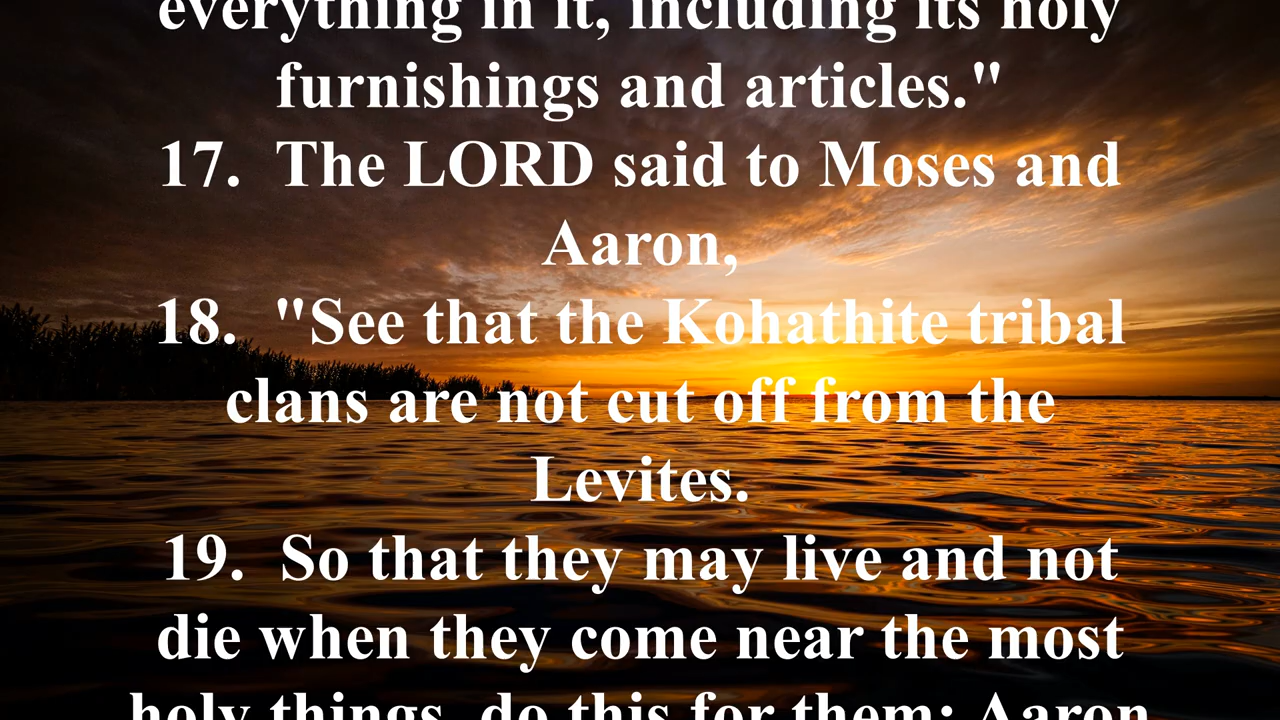 everything in it, including its holy
furnishings and articles."
17.  The LORD said to Moses and
Aaron,
18.  "See that the Kohathite tribal
clans are not cut off from the
Levites.
19.  So that they may live and not
die when they come near the most
holy things, do this for them: Aaron